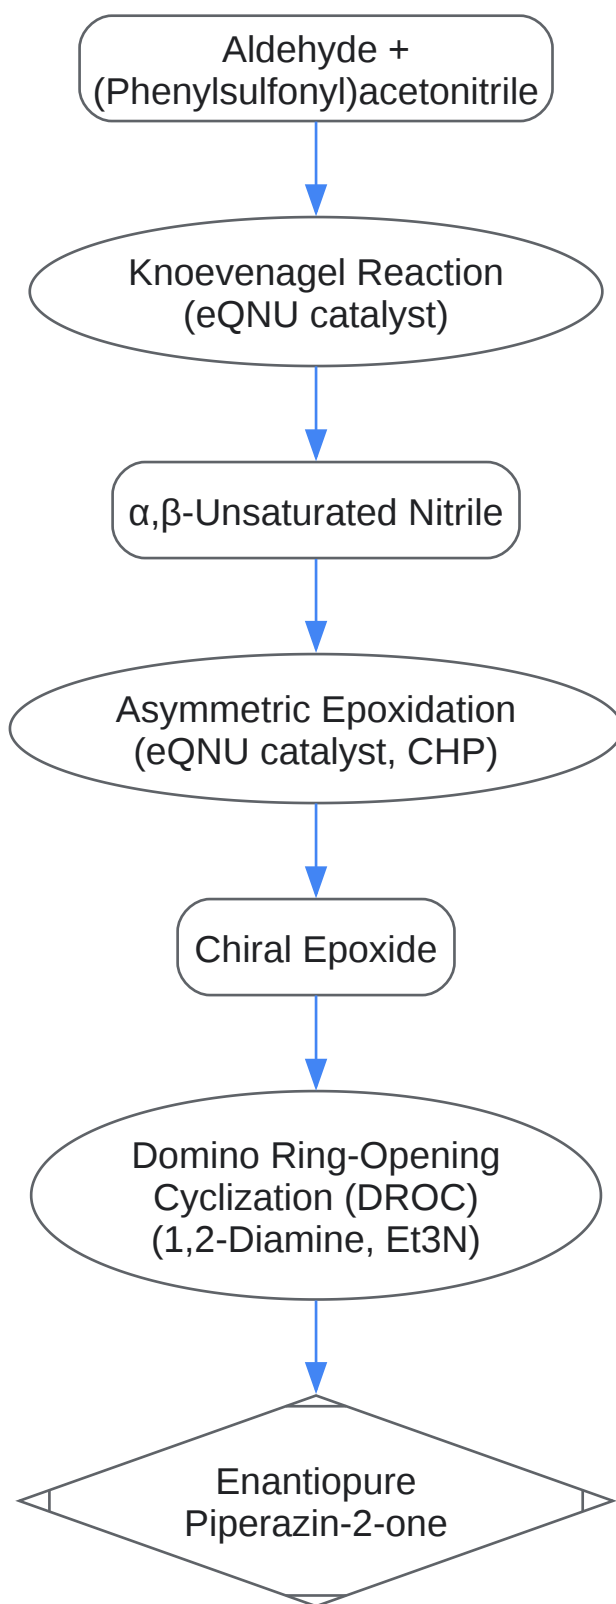 Aldehyde +
(Phenylsulfonyl)acetonitrile
Knoevenagel Reaction
(eQNU catalyst)
α,β-Unsaturated Nitrile
Asymmetric Epoxidation
(eQNU catalyst, CHP)
Chiral Epoxide
Domino Ring-Opening
Cyclization (DROC)
(1,2-Diamine, Et3N)
Enantiopure
Piperazin-2-one